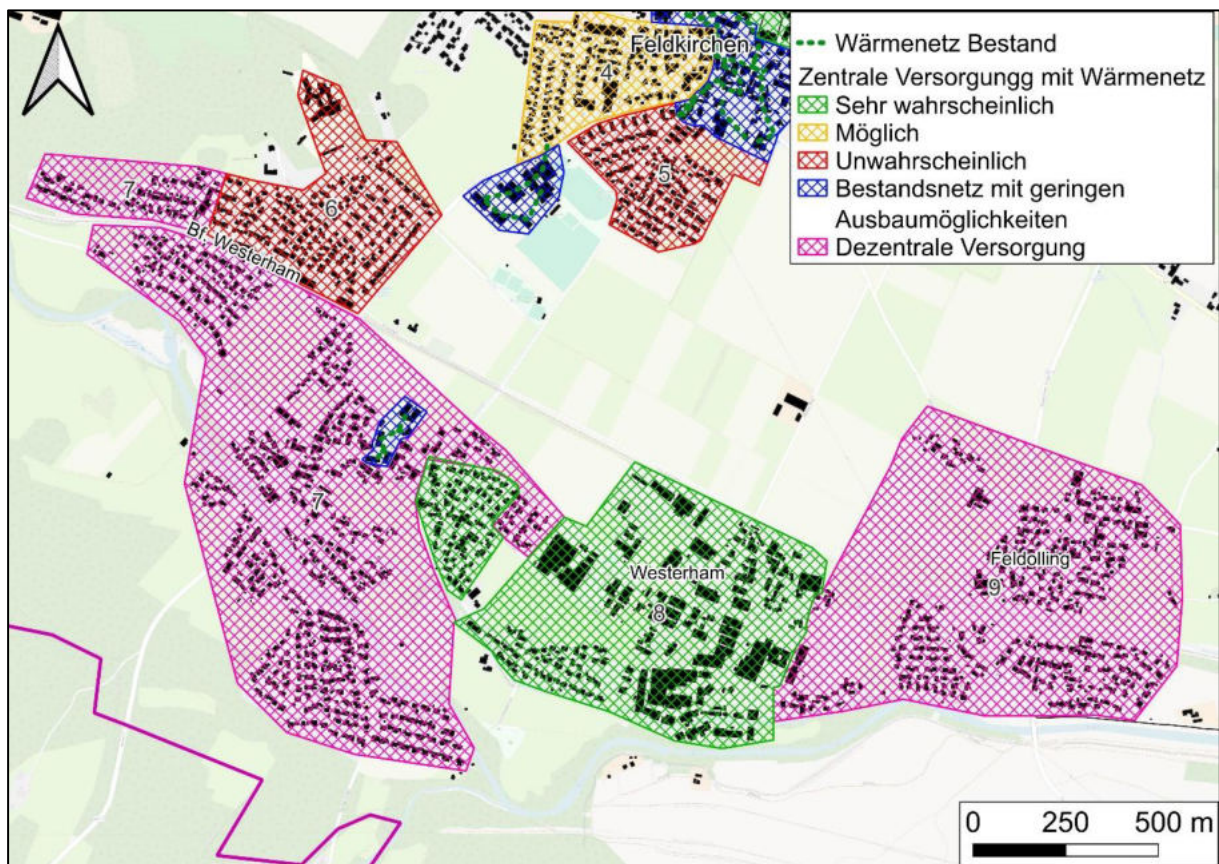 Wärmenetz Bestand
Zentrale Versorgungg mit Wärmenetz
Sehr wahrscheinlich
Möglich
Unwahrscheinlich
Bestandsnetz mit geringen
Ausbaumöglichkeiten
Dezentrale Versorgung
Feldkirchen
4
5
7
6
Bf. Westerham
7
Westerham
8
Feldolling
9
0 250 500 m